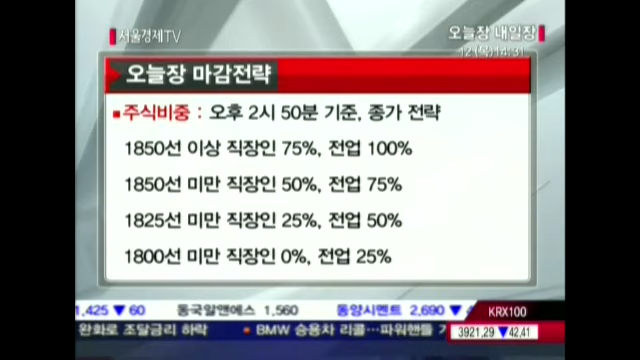 서울경제TV
오늘장 내일장
12(목)14:31
오늘장 마감전략
주식비중 : 오후 2시 50분 기준, 종가 전략
1850선 이상 직장인 75%, 전업 100%
1850선 미만 직장인 50%, 전업 75%
1825선 미만 직장인 25%, 전업 50%
1800선 미만 직장인 0%, 전업 25%
1,425 ▼ 60 동국알앤에스 1,560 동양시멘트 2,690 ▼
KRX100
완화로 조달금리 하락 ▪ BMW 승용차 리콜…파워핸들
3921.29 ▼42.41